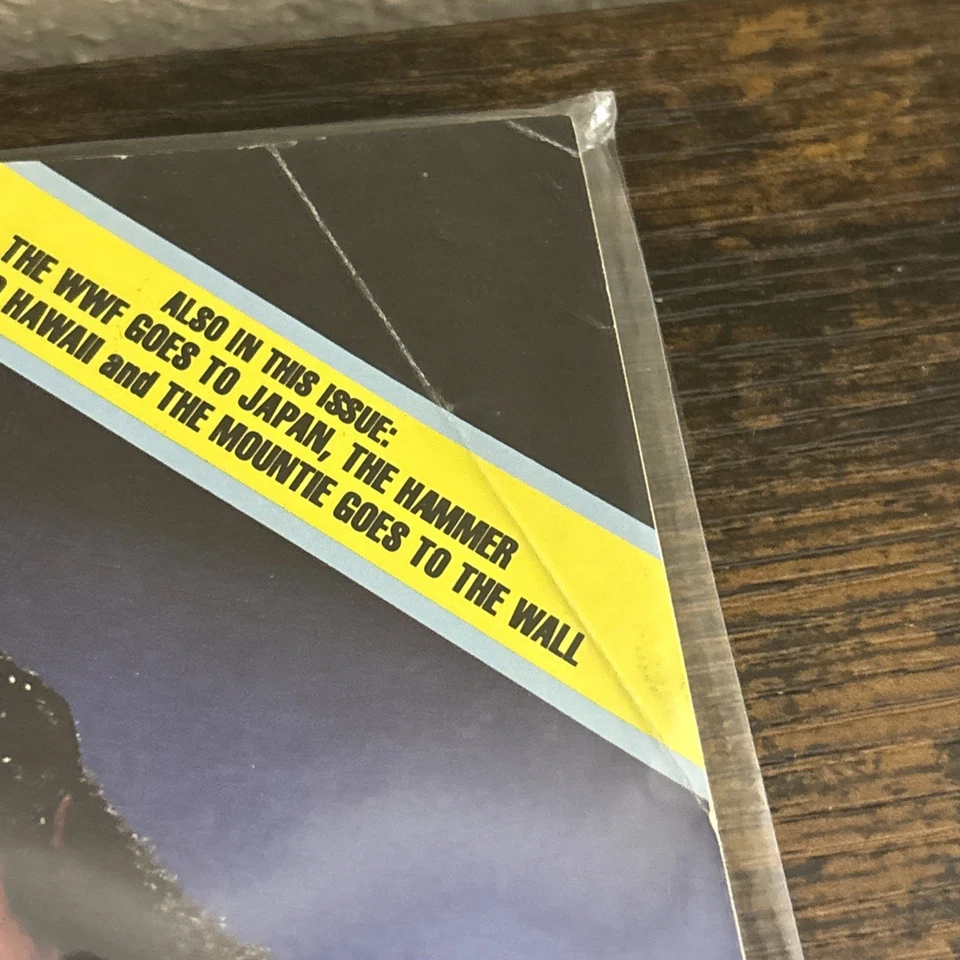 ALSO IN THIS ISSUE:
THE WWF GOES TO JAPAN, THE HAMMER
HAWAII and THE MOUNTIE GOES TO THE WALL